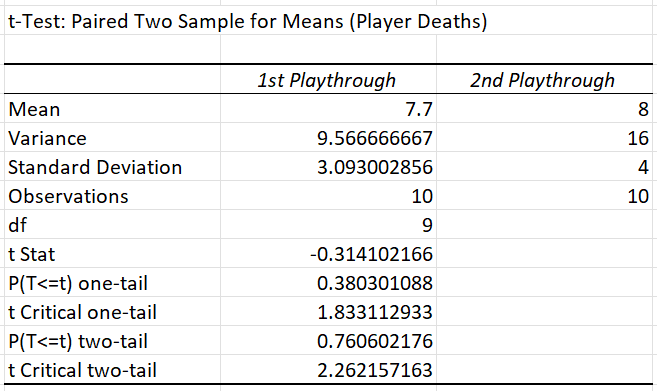 t-Test: Paired Two Sample for Means (Player Deaths)
1st Playthrough 2nd Playthrough
Mean 7.7 8
Variance 9.566666667 16
Standard Deviation 3.093002856 4
Observations 10 10
df 9
t Stat -0.314102166
P(T<=t) one-tail 0.380301088
t Critical one-tail 1.833112933
P(T<=t) two-tail 0.760602176
t Critical two-tail 2.262157163